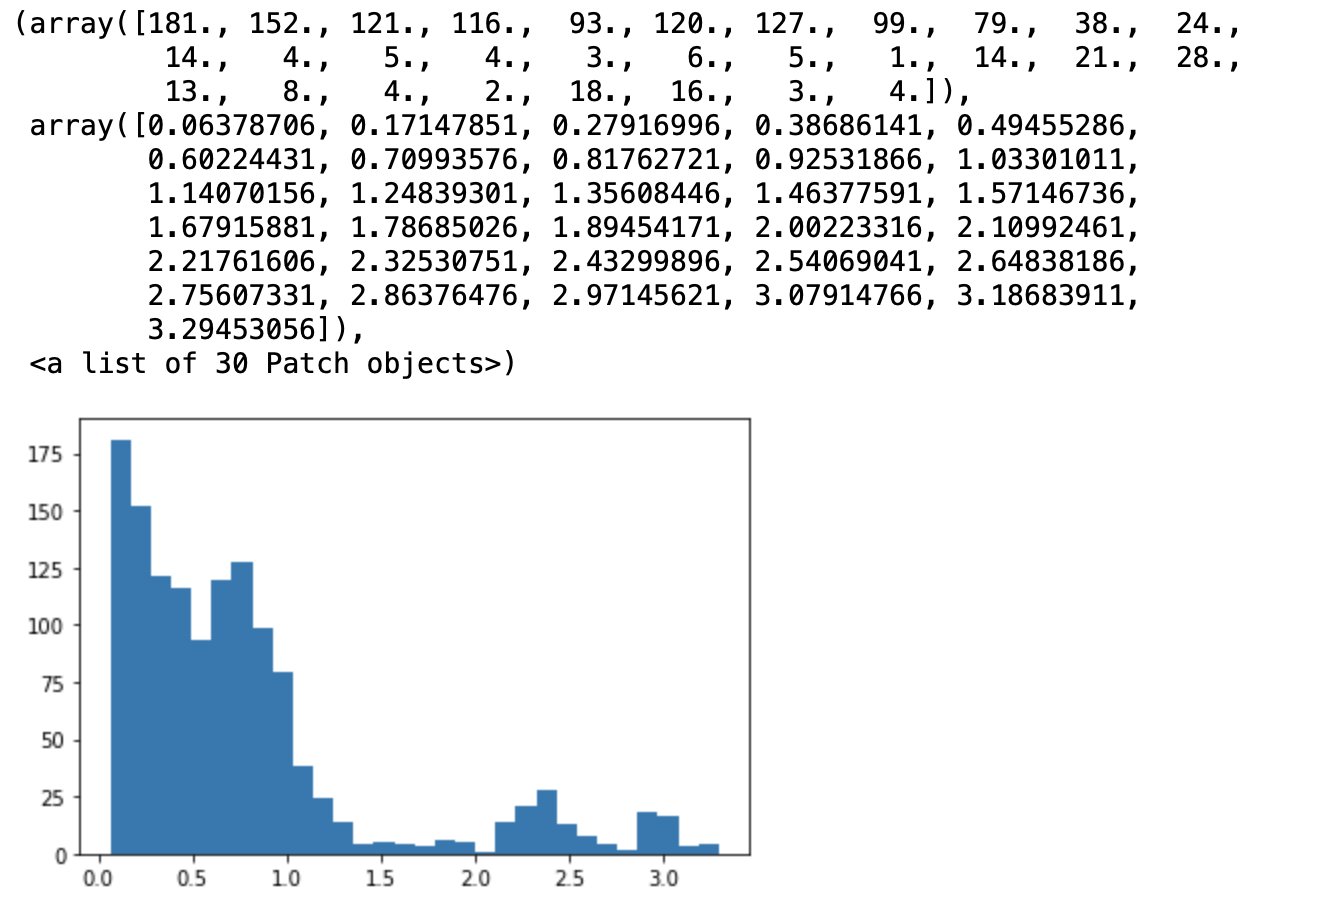 (array([181., 152., 121., 116., 93., 120., 127., 99., 79., 38., 24.,
14., 4., 5., 4., 3., 6., 5., 1., 14., 21., 28.,
13., 8., 4., 2., 18., 16., 3., 4.]),
array([0.06378706, 0.17147851, 0.27916996, 0.38686141, 0.49455286,
0.60224431, 0.70993576, 0.81762721, 0.92531866, 1.03301011,
1.14070156, 1.24839301, 1.35608446, 1.46377591, 1.57146736,
1.67915881, 1.78685026, 1.89454171, 2.00223316, 2.10992461,
2.21761606, 2.32530751, 2.43299896, 2.54069041, 2.64838186,
2.75607331, 2.86376476, 2.97145621, 3.07914766, 3.18683911,
3.29453056]),
<a list of 30 Patch objects>)
175
150
125
100
75
50
25
0
0.0 0.5 1.0 1.5 2.0 2.5 3.0